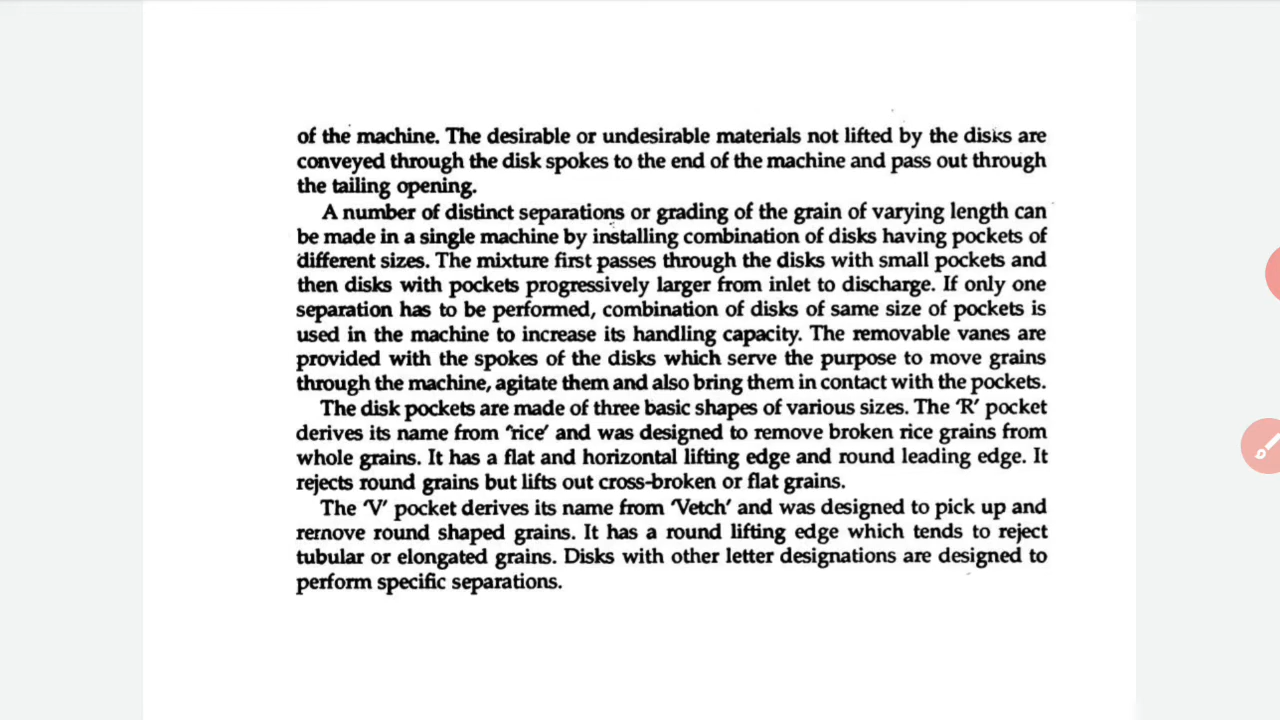 of the machine. The desirable or undesirable materials not lifted by the disks are
conveyed through the disk spokes to the end of the machine and pass out through
the tailing opening.
A number of distinct separations or grading of the grain of varying length can
be made in a single machine by installing combination of disks having pockets of
different sizes. The mixture first passes through the disks with small pockets and
then disks with pockets progressively larger from inlet to discharge. If only one
separation has to be performed, combination of disks of same size of pockets is
used in the machine to increase its handling capacity. The removable vanes are
provided with the spokes of the disks which serve the purpose to move grains
through the machine, agitate them and also bring them in contact with the pockets.
The disk pockets are made of three basic shapes of various sizes. The ‘R’ pocket
derives its name from ‘rice’ and was designed to remove broken rice grains from
whole grains. It has a flat and horizontal lifting edge and round leading edge. It
rejects round grains but lifts out cross-broken or flat grains.
The ‘V’ pocket derives its name from ‘Vetch’ and was designed to pick up and
remove round shaped grains. It has a round lifting edge which tends to reject
tubular or elongated grains. Disks with other letter designations are designed to
perform specific separations.